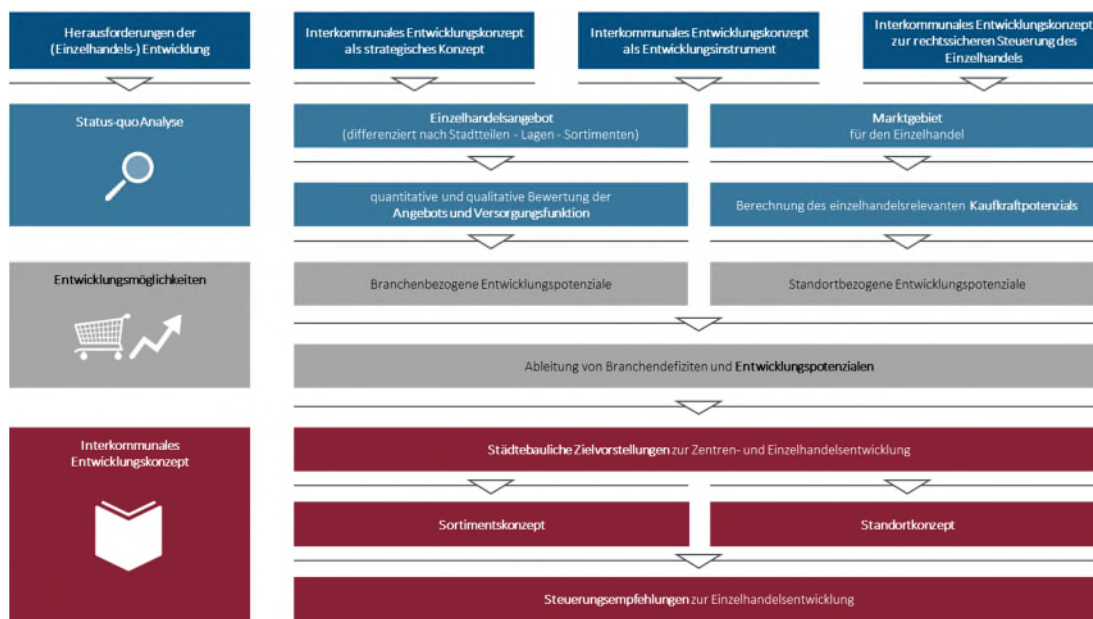 Herausforderungen der
(Einzelhandels-) Entwicklung
Interkommunales Entwicklungskonzept
als strategisches Konzept
Interkommunales Entwicklungskonzept
als Entwicklungsinstrument
Interkommunales Entwicklungskonzept
zur rechtssicheren Steuerung des
Einzelhandels
Status-quo Analyse
Einzelhandelsangebot
(differenziert nach Stadtteilen - Lagen - Sortimenten)
Marktgebiet
für den Einzelhandel
quantitative und qualitative Bewertung der
Angebots und Versorgungsfunktion
Berechnung des einzelhandelsrelevanten Kaufkraftpotenzials
Entwicklungsmöglichkeiten
Branchenbezogene Entwicklungspotenziale
Standortbezogene Entwicklungspotenziale
Ableitung von Branchendefiziten und Entwicklungspotenzialen
Interkommunales
Entwicklungskonzept
Städtebauliche Zielvorstellungen zur Zentren- und Einzelhandelsentwicklung
Sortimentskonzept
Standortkonzept
Steuerungsempfehlungen zur Einzelhandelsentwicklung